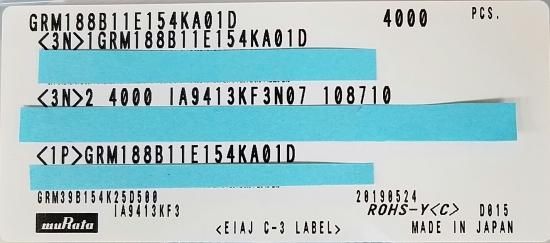 GRM188B11E154KA01D 4000 PCS.
<3N>1GRM188B11E154KA01D
<3N>2 4000 IA9413KF3N07 108710
<1P>GRM188B11E154KA01D
GRM39B154K25D500 20190524
IA9413KF3 ROHS-Y<C> D015
muRata <EIAJ C-3 LABEL> MADE IN JAPAN